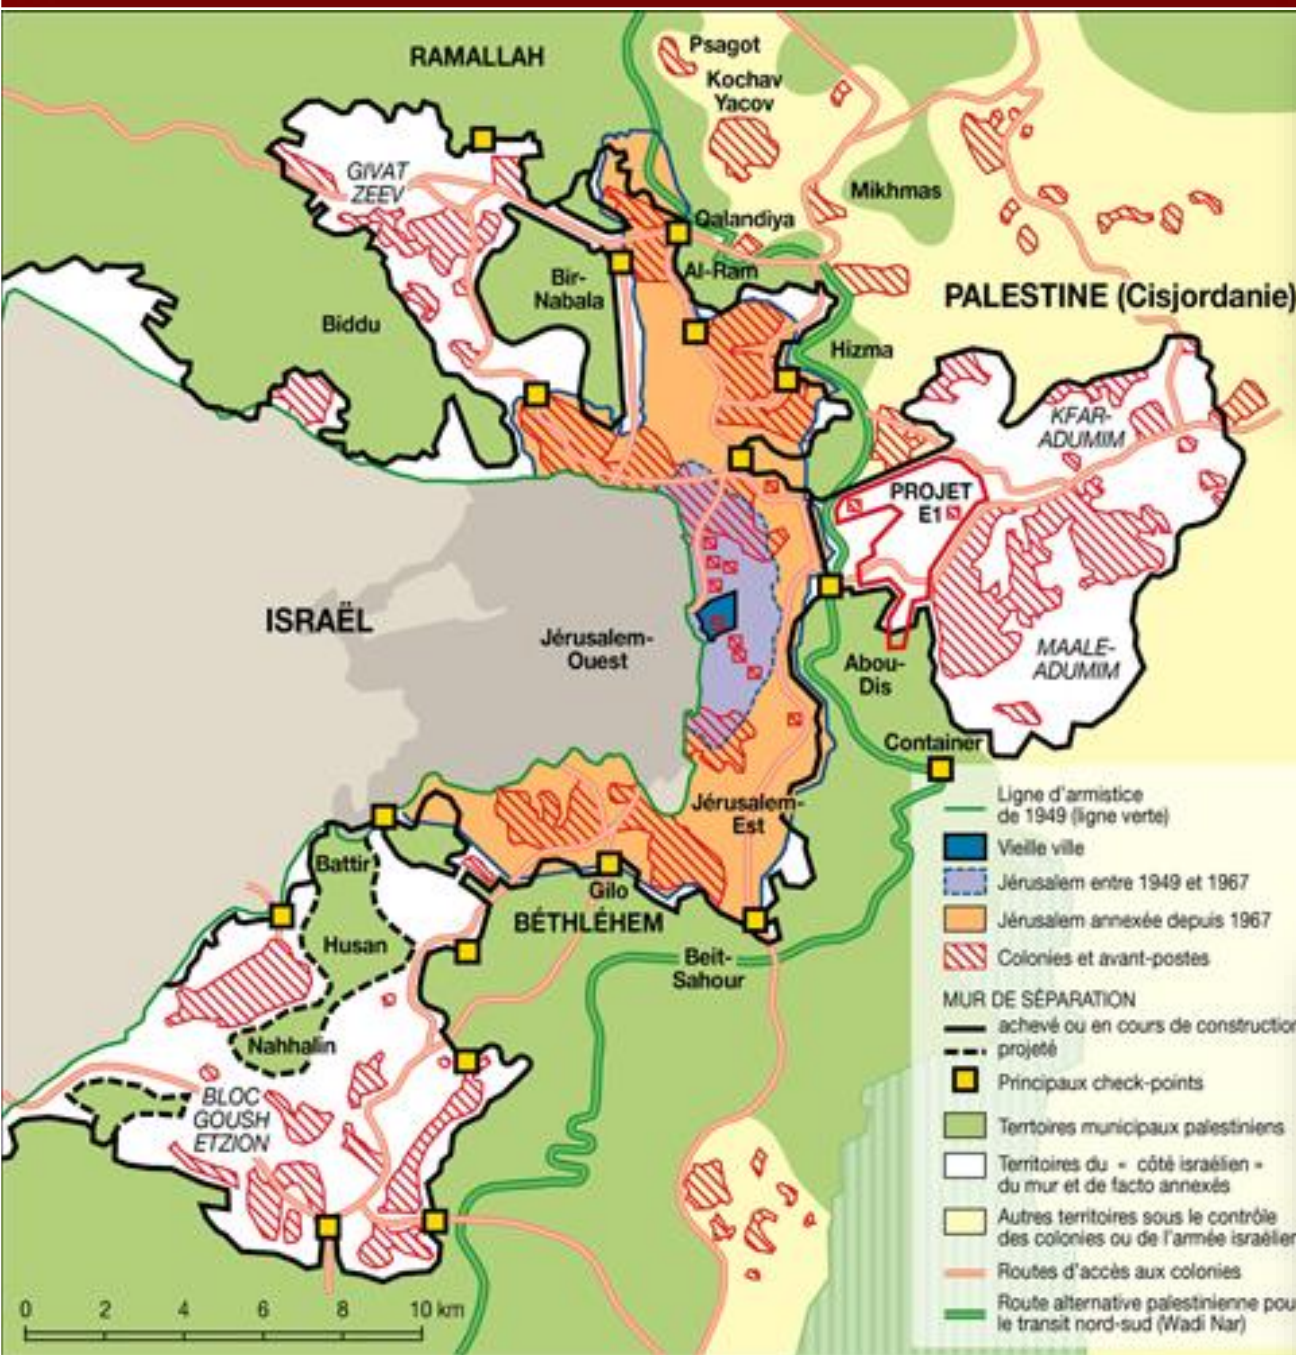 RAMALLAH
Psagot
Kochav
Yacov
GIVAT
ZEEV
Mikhmas
Qalandiya
Bir-
Nabala
Al-Ram
PALESTINE (Cisjordanie)
Biddu
Hizma
KFAR-
ADUMIM
PROJET
E1
ISRAËL
Jérusalem-
Ouest
Abou-
Dis
MAALE-
ADUMIM
Container
Jérusalem-
Est
Battir
Gilo
BÉTHLÉHEM
Husan
Beit-
Sahour
Nahhalin
BLOC
GOUSH
ETZION
0 2 4 6 8 10 km
Ligne d'armistice
de 1949 (ligne verte)
Vieille ville
Jérusalem entre 1949 et 1967
Jérusalem annexée depuis 1967
Colonies et avant-postes
MUR DE SÉPARATION
achevé ou en cours de construction
projeté
Principaux check-points
Territoires municipaux palestiniens
Territoires du « côté israélien »
du mur et de facto annexés
Autres territoires sous le contrôle
des colonies ou de l'armée israélien
Routes d'accès aux colonies
Route alternative palestinienne pou
le transit nord-sud (Wadi Nar)